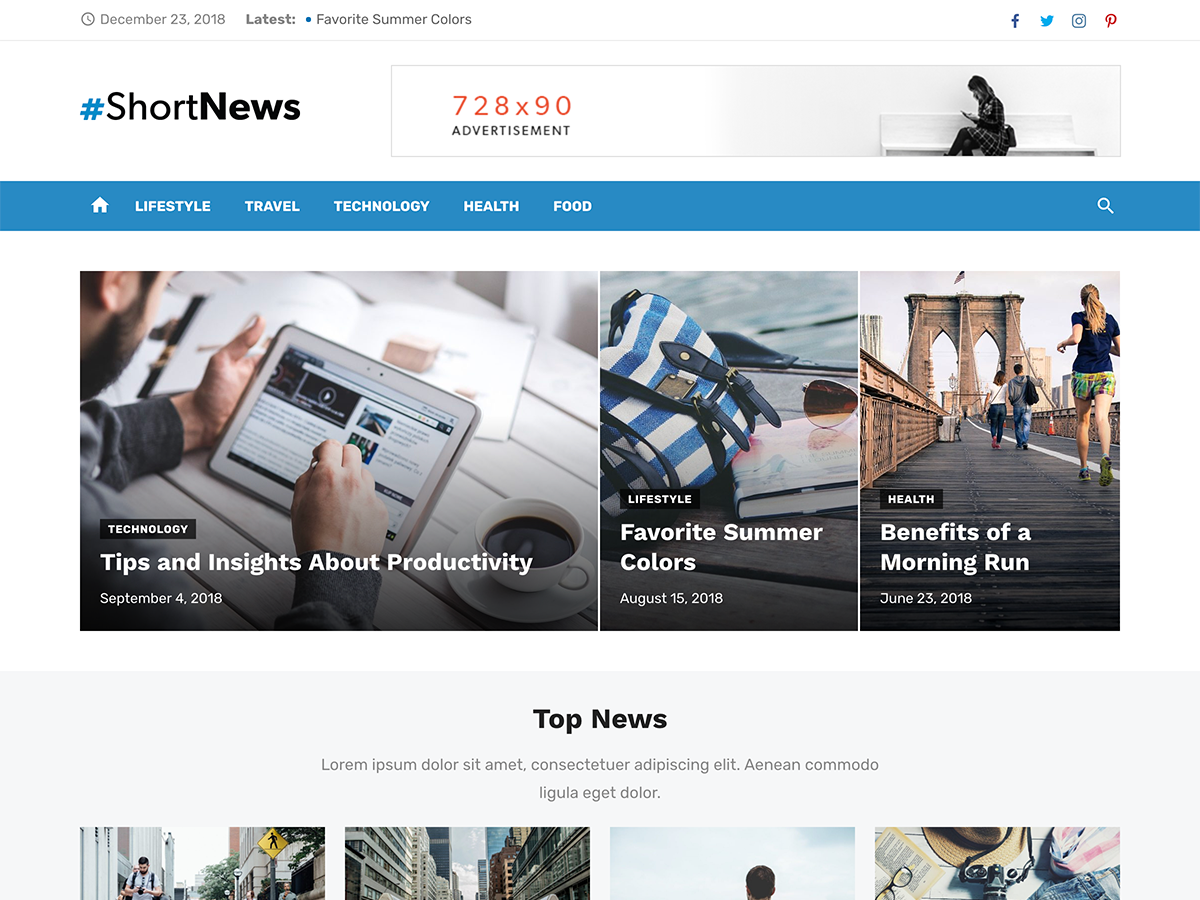 December 23, 2018 Latest: • Favorite Summer Colors
#ShortNews
728x90
ADVERTISEMENT
LIFESTYLE TRAVEL TECHNOLOGY HEALTH FOOD
TECHNOLOGY
Tips and Insights About Productivity
September 4, 2018
LIFESTYLE
Favorite Summer
Colors
August 15, 2018
HEALTH
Benefits of a
Morning Run
June 23, 2018
Top News
Lorem ipsum dolor sit amet, consectetuer adipiscing elit. Aenean commodo
ligula eget dolor.